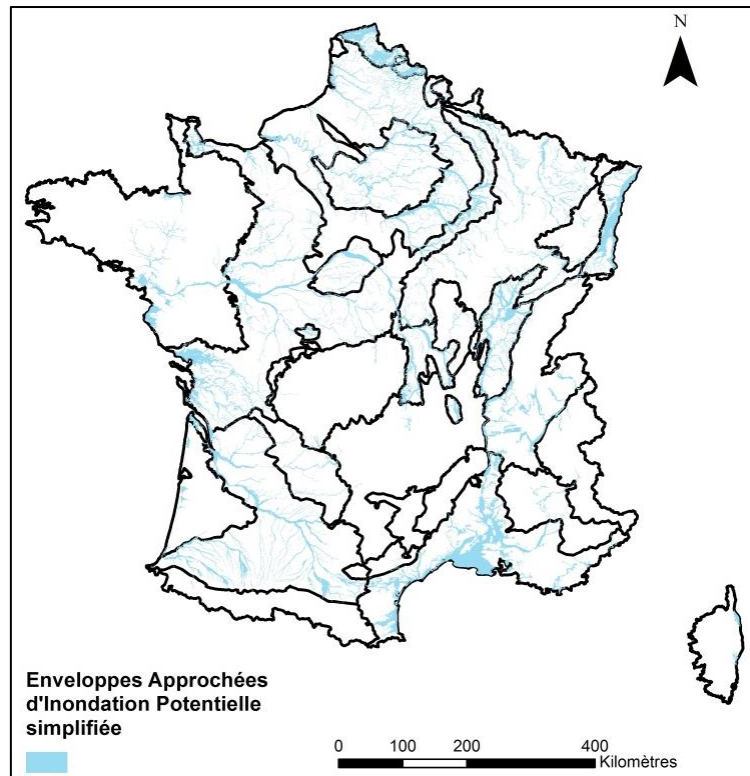 N
Enveloppes Approchées
d'Inondation Potentielle
simplifiée
0 100 200 400
Kilomètres